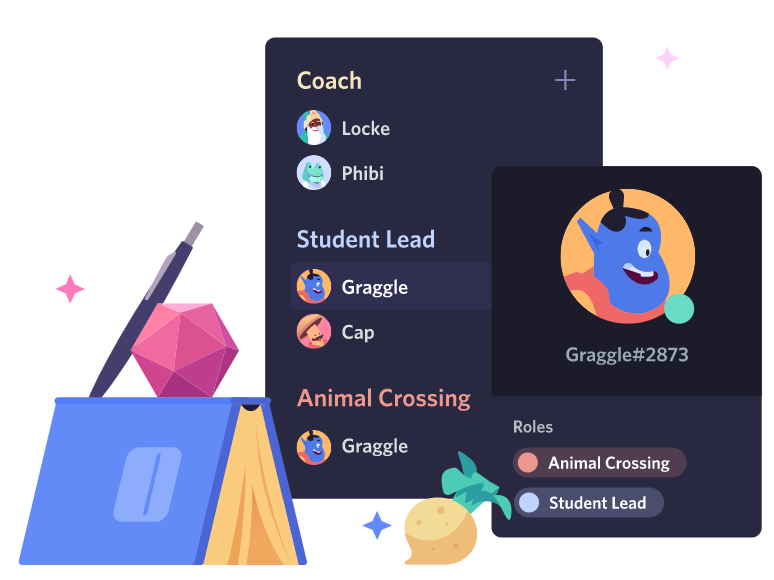 Coach
Locke
Phibi
Student Lead
Graggle
Cap
Animal Crossing
Graggle
Graggle#2873
Roles
Animal Crossing
Student Lead